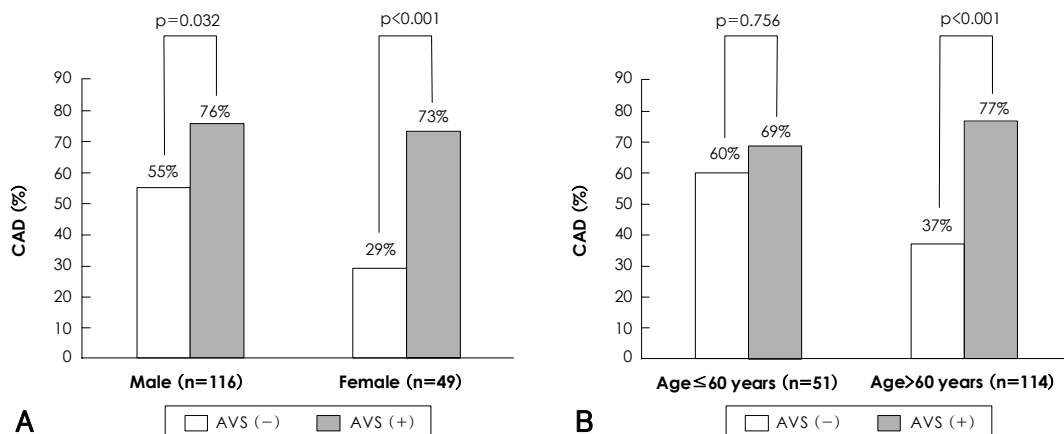 p=0.032
p<0.001
90
80
70
60
50
40
30
20
10
0
CAD (%)
55%
76%
29%
73%
Male (n=116)
Female (n=49)
A
AVS (−)
AVS (+)
p=0.756
p<0.001
90
80
70
60
50
40
30
20
10
0
CAD (%)
60%
69%
37%
77%
Age≤60 years (n=51)
Age>60 years (n=114)
B
AVS (−)
AVS (+)